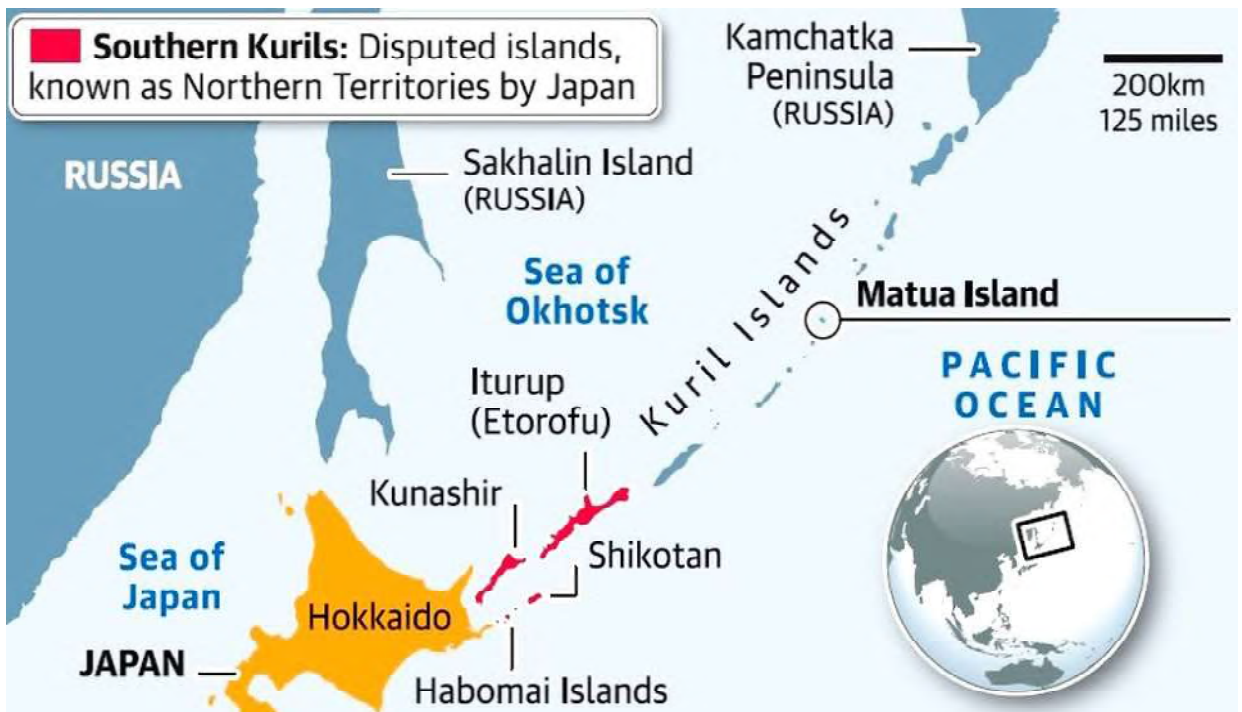 Southern Kurils: Disputed islands,
known as Northern Territories by Japan
Kamchatka
Peninsula
(RUSSIA)
200km
125 miles
RUSSIA
Sakhalin Island
(RUSSIA)
Sea of
Okhotsk
Kuril Islands
Matua Island
PACIFIC
OCEAN
Iturup
(Etorofu)
Kunashir
Shikotan
Sea of
Japan
Hokkaido
JAPAN
Habomai Islands